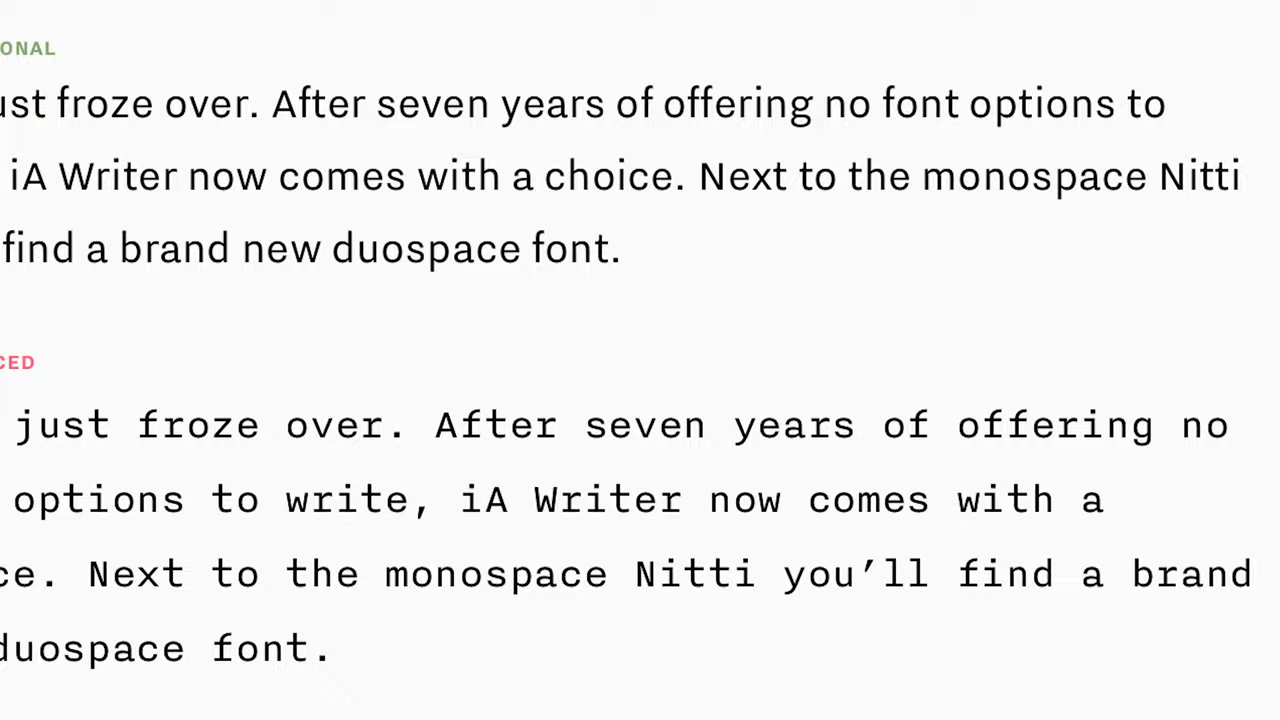 ONAL
ust froze over. After seven years of offering no font options to
iA Writer now comes with a choice. Next to the monospace Nitti
find a brand new duospace font.
CED
just froze over. After seven years of offering no
options to write, iA Writer now comes with a
ce. Next to the monospace Nitti you’ll find a brand
duospace font.